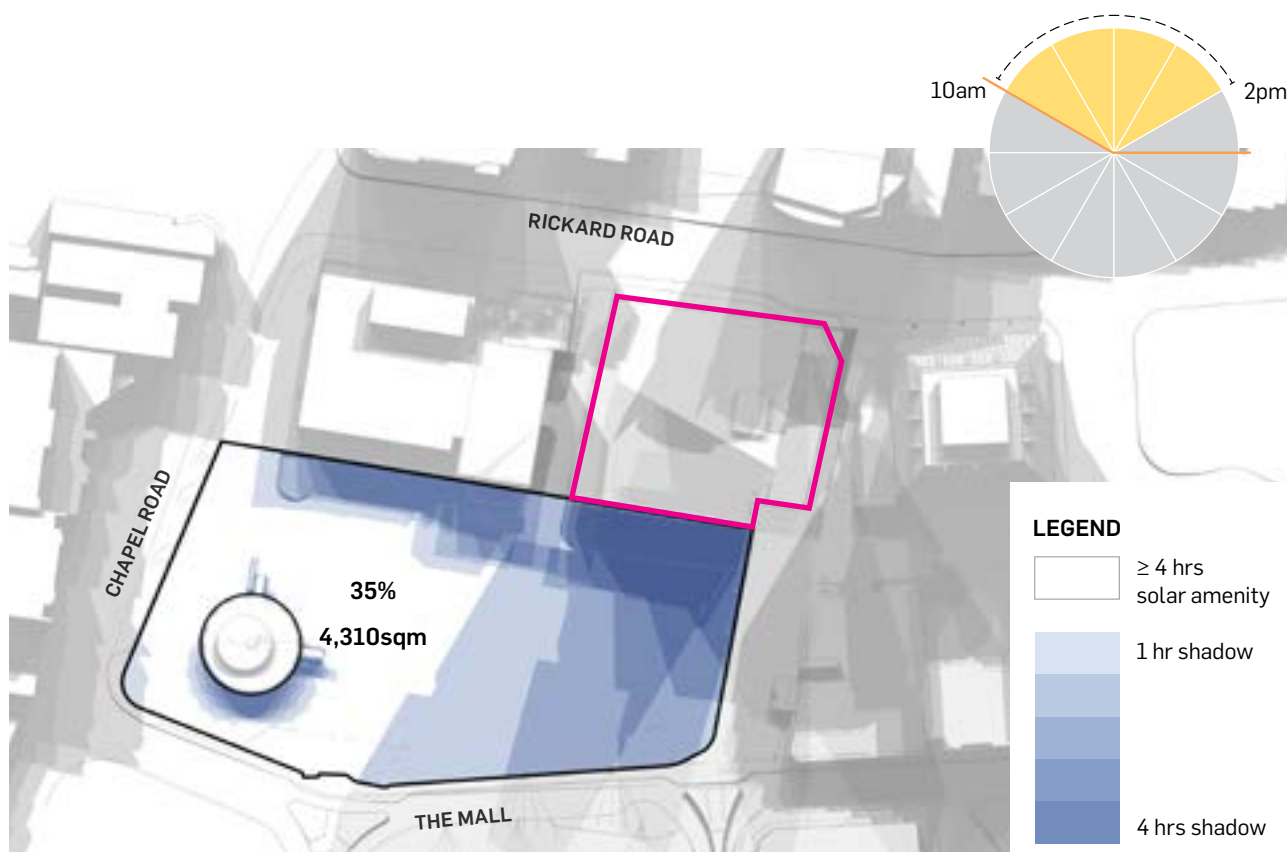 10am
2pm
RICKARD ROAD
CHAPEL ROAD
35%
4,310sqm
THE MALL
LEGEND
≥ 4 hrs
solar amenity
1 hr shadow
4 hrs shadow